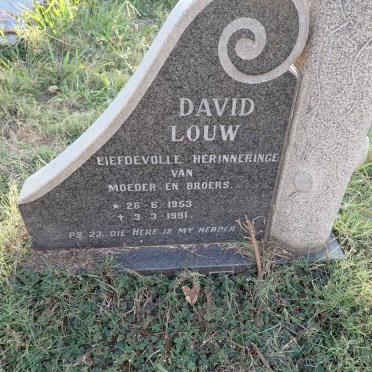 DAVID
LOUW
LIEFDEVOLLE HERINNERINGE
VAN
MOEDER EN BROERS.
* 26-6-1953
† 3-3-1991
PS. 23. DIE HERE IS MY HERDER